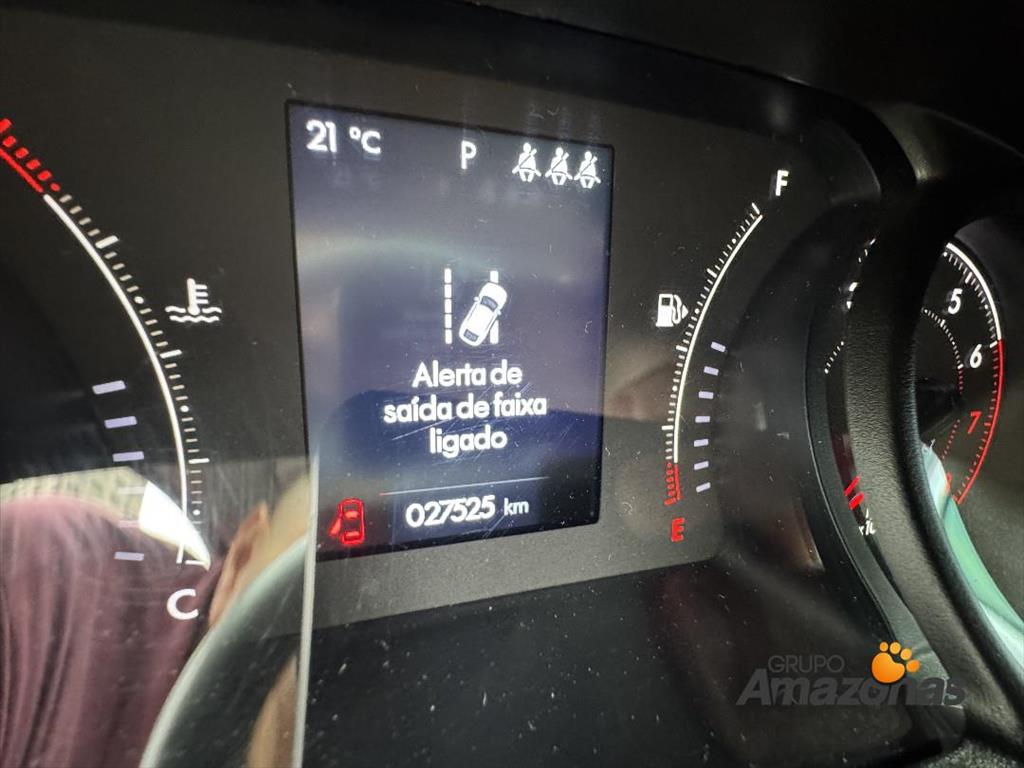 21 °C
P
F
Alerta de
saída de faixa
ligado
027525 km
E
C
5
6
7
GRUPO
Amazonas